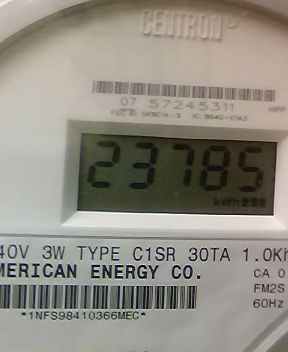 CENTRON®
07 57245311
23785
kWh
40V 3W TYPE C1SR 30TA 1.0Kh
MERICAN ENERGY CO.
CA 0
FM2S
60Hz
*1NFS98410366MEC*